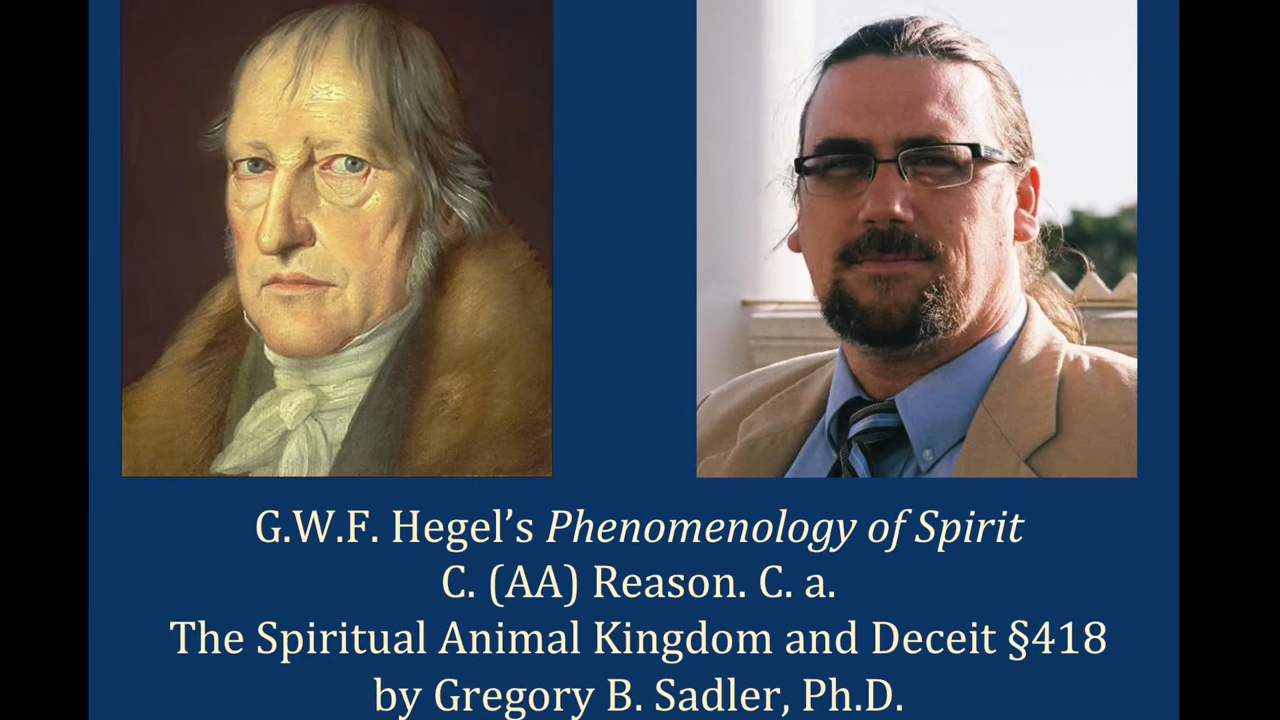 G.W.F. Hegel’s Phenomenology of Spirit
C. (AA) Reason. C. a.
The Spiritual Animal Kingdom and Deceit §418
by Gregory B. Sadler, Ph.D.